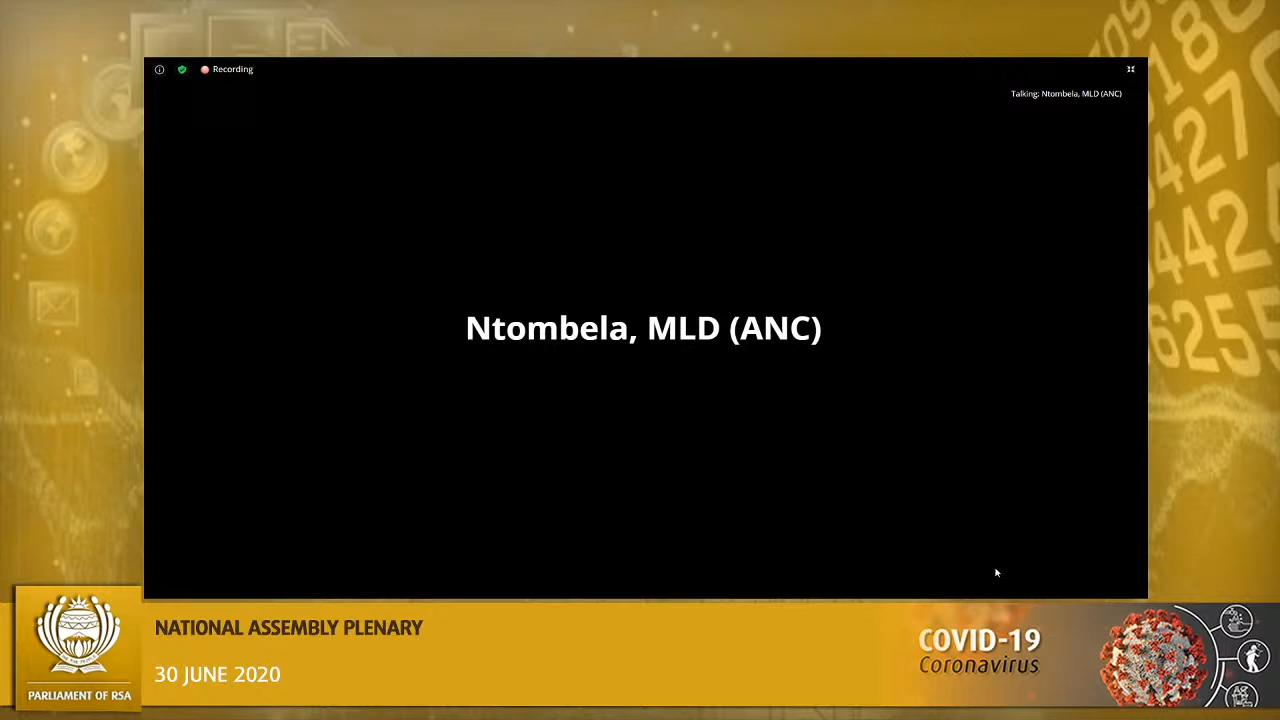 Recording
Talking: Ntombela, MLD (ANC)
Ntombela, MLD (ANC)
NATIONAL ASSEMBLY PLENARY
30 JUNE 2020
PARLIAMENT OF RSA
COVID-19
Coronavirus